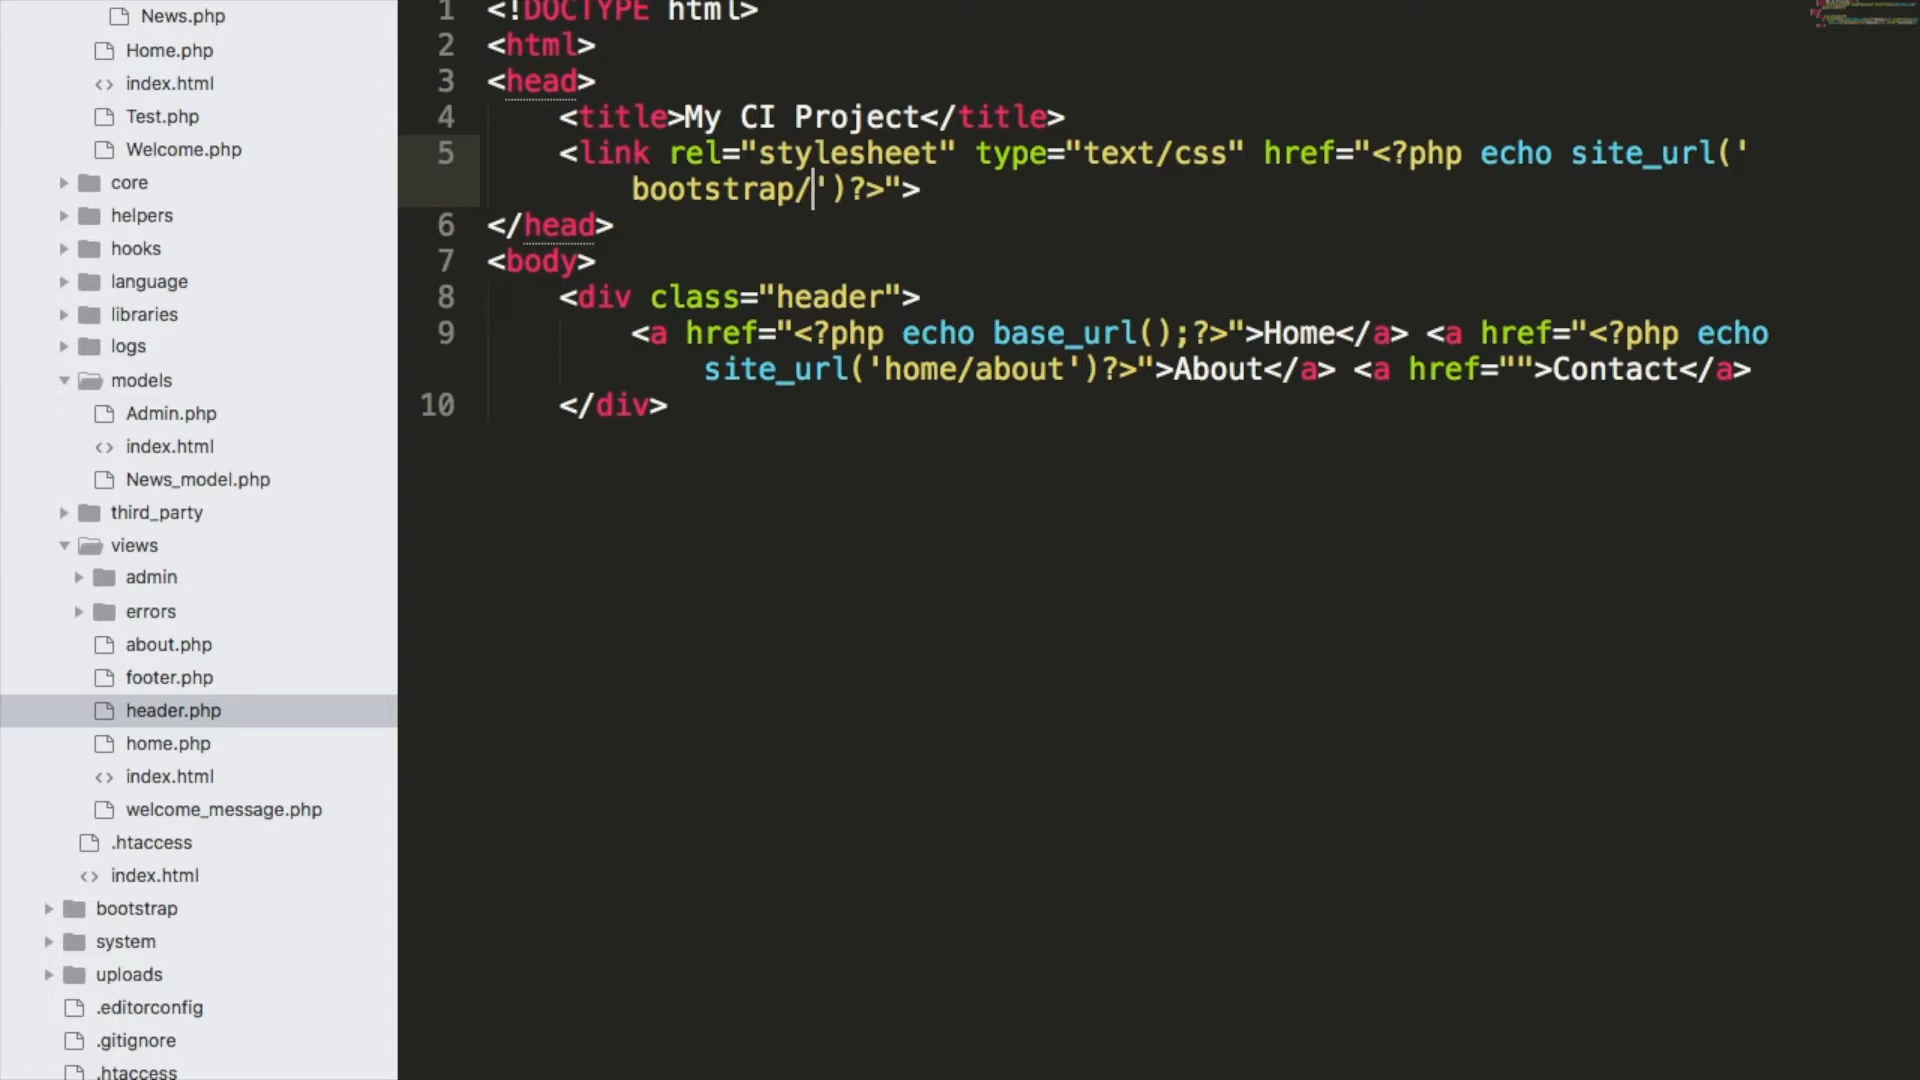 News.php
Home.php
index.html
Test.php
Welcome.php
core
helpers
hooks
language
libraries
logs
models
Admin.php
index.html
News_model.php
third_party
views
admin
errors
about.php
footer.php
header.php
home.php
index.html
welcome_message.php
.htaccess
index.html
bootstrap
system
uploads
.editorconfig
.gitignore
.htaccess
1 <!DOCTYPE html>
2 <html>
3 <head>
4 <title>My CI Project</title>
5 <link rel="stylesheet" type="text/css" href="<?php echo site_url('
bootstrap/')?>">
6 </head>
7 <body>
8 <div class="header">
9 <a href="<?php echo base_url();?>">Home</a> <a href="<?php echo
site_url('home/about')?>">About</a> <a href="">Contact</a>
10 </div>